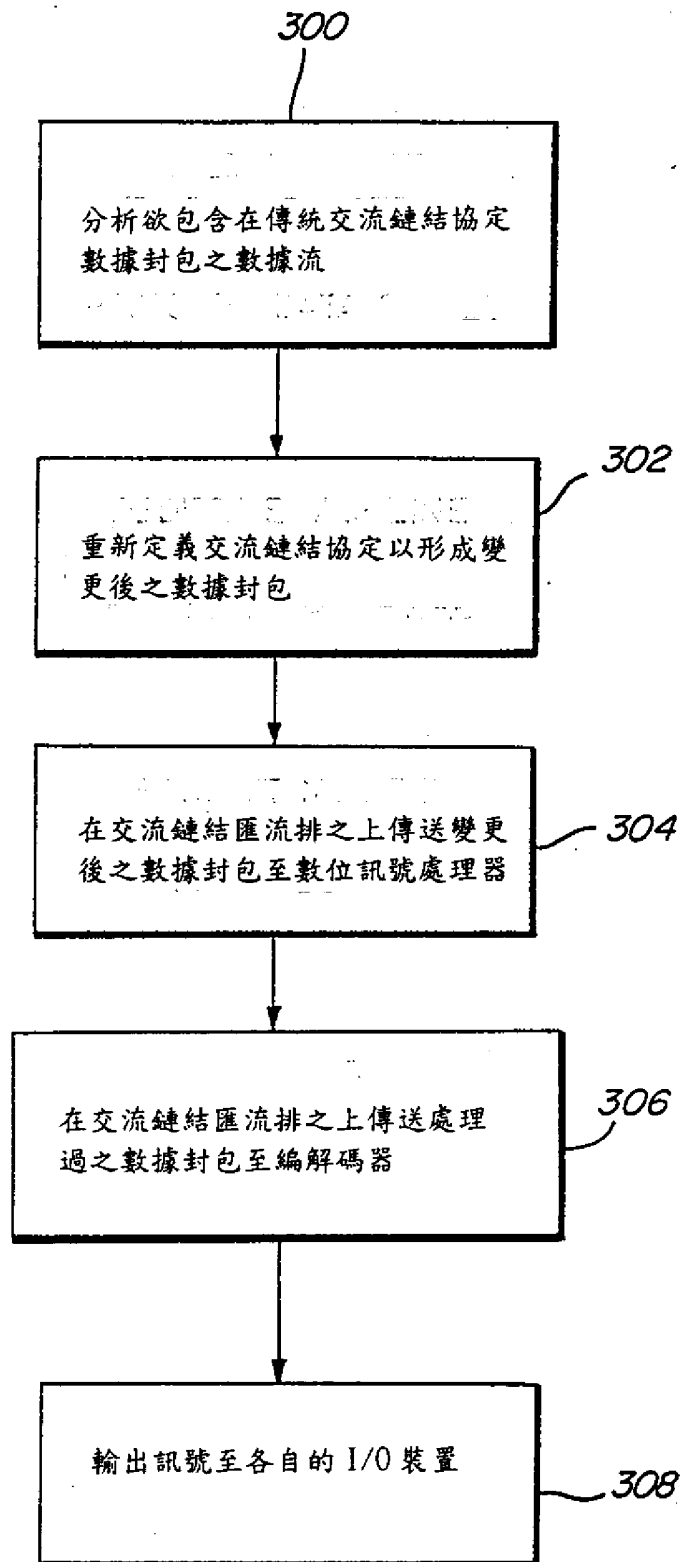 300
分析欲包含在傳統交流鏈結協定
數據封包之數據流
302
重新定義交流鏈結協定以形成變
更後之數據封包
304
在交流鏈結匯流排之上傳送變更
後之數據封包至數位訊號處理器
306
在交流鏈結匯流排之上傳送處理
過之數據封包至編解碼器
輸出訊號至各自的 I/O 裝置
308